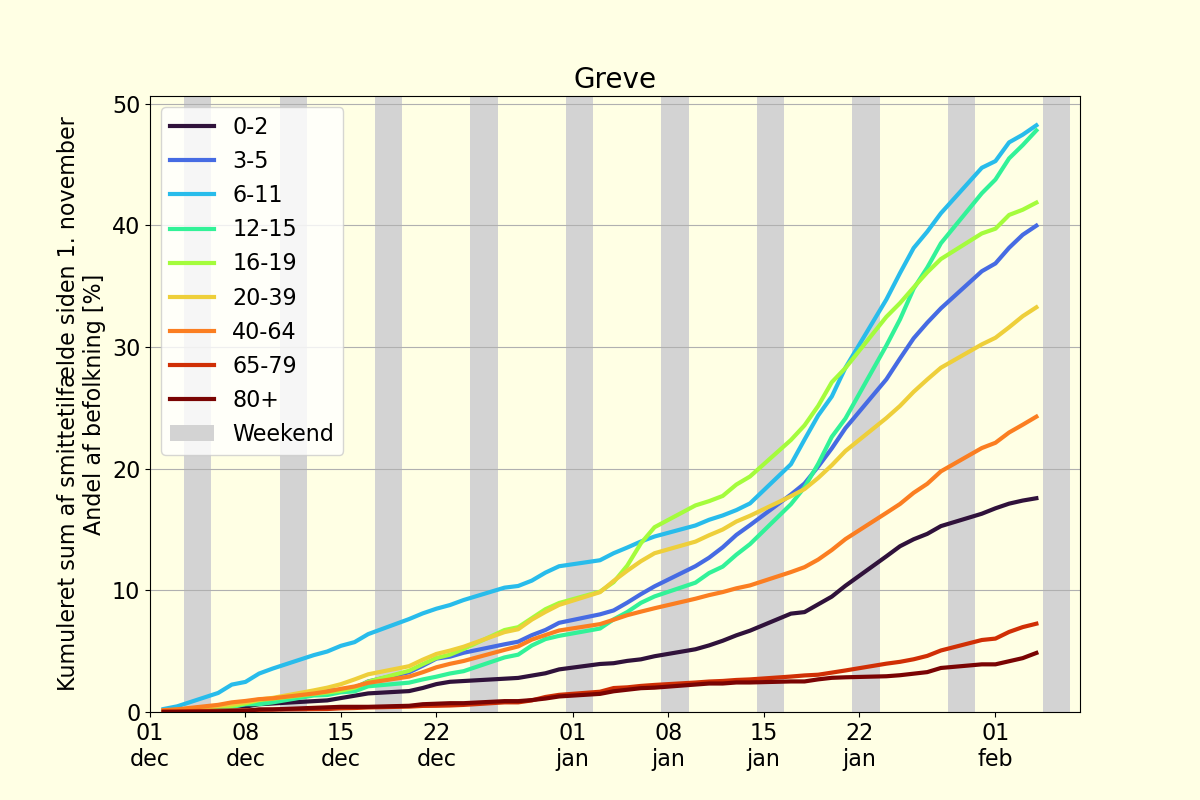 Greve
Kumuleret sum af smittetilfælde siden 1. november
Andel af befolkning [%]
50
40
30
20
10
0
0-2
3-5
6-11
12-15
16-19
20-39
40-64
65-79
80+
Weekend
01 08 15 22 01 08 15 22 01
dec dec dec dec jan jan jan jan feb